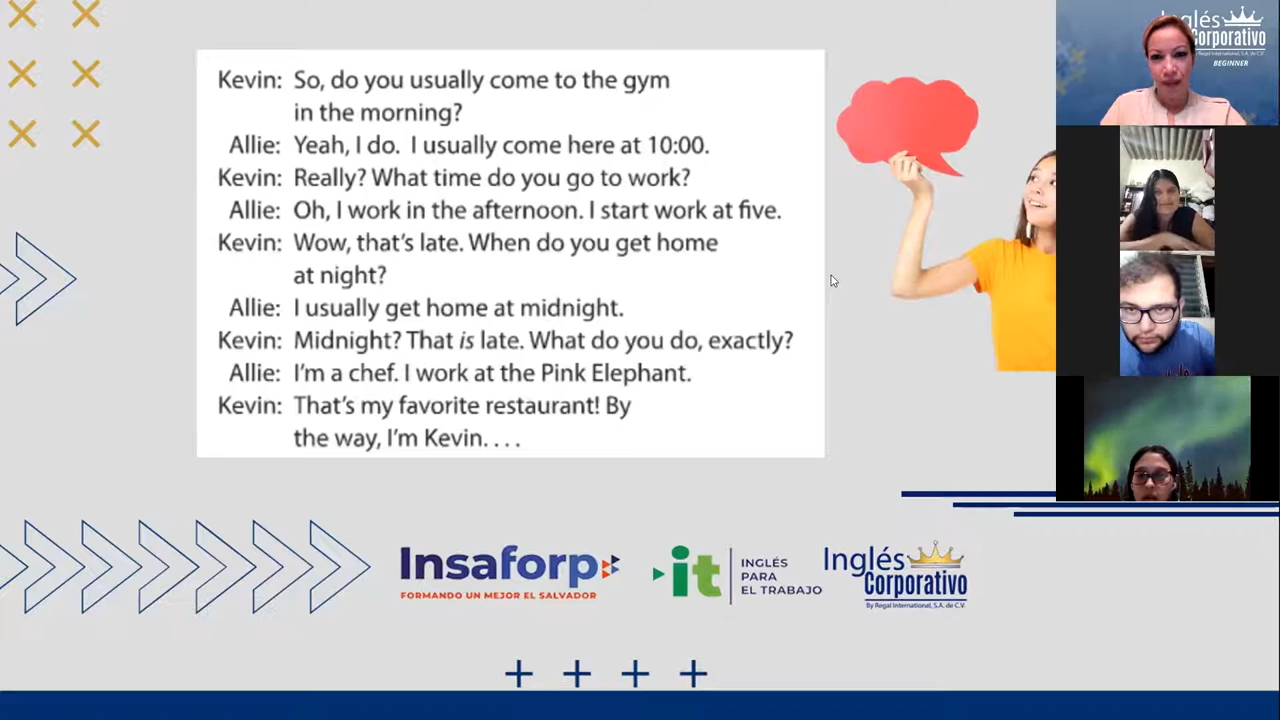 Kevin: So, do you usually come to the gym
in the morning?
Allie: Yeah, I do. I usually come here at 10:00.
Kevin: Really? What time do you go to work?
Allie: Oh, I work in the afternoon. I start work at five.
Kevin: Wow, that's late. When do you get home
at night?
Allie: I usually get home at midnight.
Kevin: Midnight? That is late. What do you do, exactly?
Allie: I'm a chef. I work at the Pink Elephant.
Kevin: That's my favorite restaurant! By
the way, I'm Kevin. . . .
Inglés
Corporativo
By Regal International, S.A. de C.V.
BEGINNER
Insaforp
FORMANDO UN MEJOR EL SALVADOR
it
INGLÉS
PARA
EL TRABAJO
Inglés
Corporativo
By Regal International, S.A. de C.V.